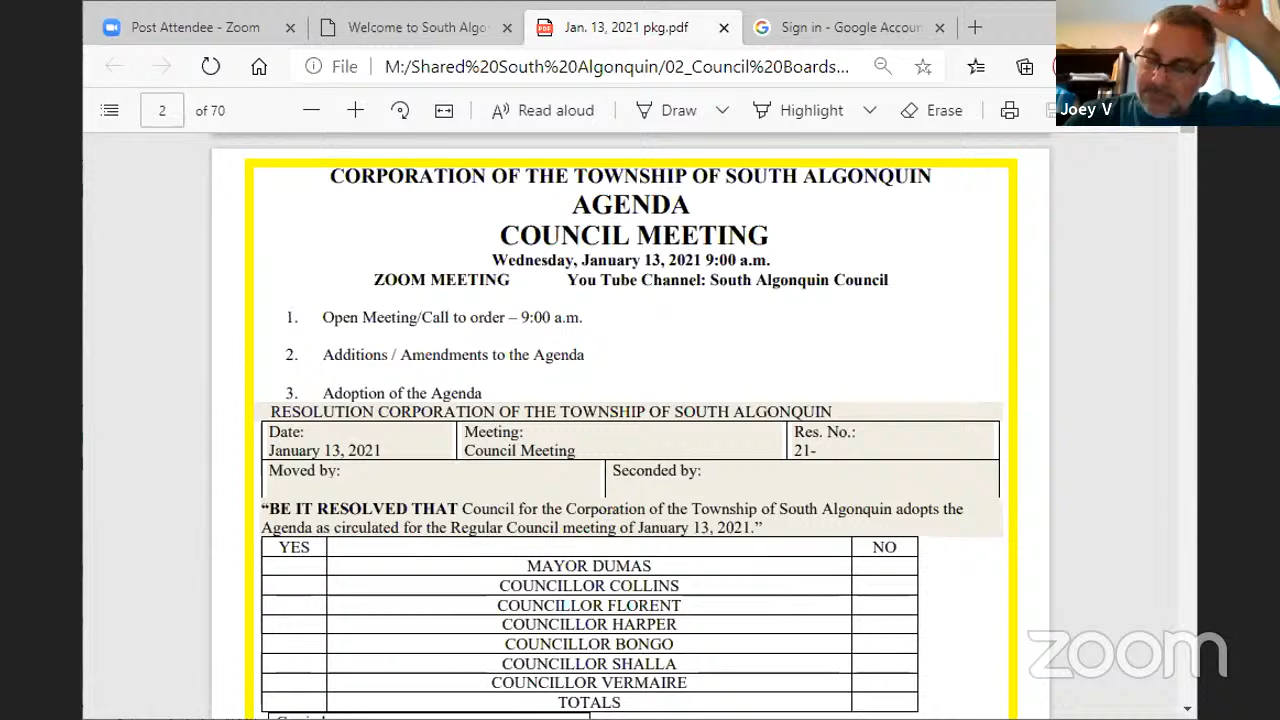 Post Attendee - Zoom
Welcome to South Algo
Jan. 13, 2021 pkg.pdf
Sign in - Google Accoun
File
M:/Shared%20South%20Algonquin/02_Council%20Boards...
2
of 70
Read aloud
Draw
Highlight
Erase
Joey V
CORPORATION OF THE TOWNSHIP OF SOUTH ALGONQUIN
AGENDA
COUNCIL MEETING
Wednesday, January 13, 2021 9:00 a.m.
ZOOM MEETING You Tube Channel: South Algonquin Council
1. Open Meeting/Call to order – 9:00 a.m.
2. Additions / Amendments to the Agenda
3. Adoption of the Agenda
RESOLUTION CORPORATION OF THE TOWNSHIP OF SOUTH ALGONQUIN
Date: Meeting: Res. No.:
January 13, 2021 Council Meeting 21-
Moved by: Seconded by:
“BE IT RESOLVED THAT Council for the Corporation of the Township of South Algonquin adopts the
Agenda as circulated for the Regular Council meeting of January 13, 2021.”
YES NO
MAYOR DUMAS
COUNCILLOR COLLINS
COUNCILLOR FLORENT
COUNCILLOR HARPER
COUNCILLOR BONGO
COUNCILLOR SHALLA
COUNCILLOR VERMAIRE
TOTALS
zoom